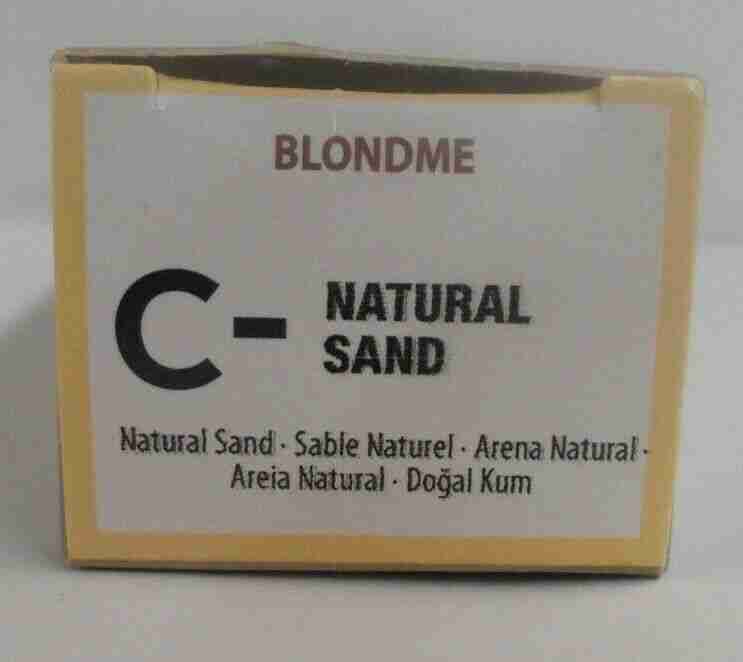 BLONDME
C- NATURAL
SAND
Natural Sand · Sable Naturel · Arena Natural ·
Areia Natural · Doğal Kum